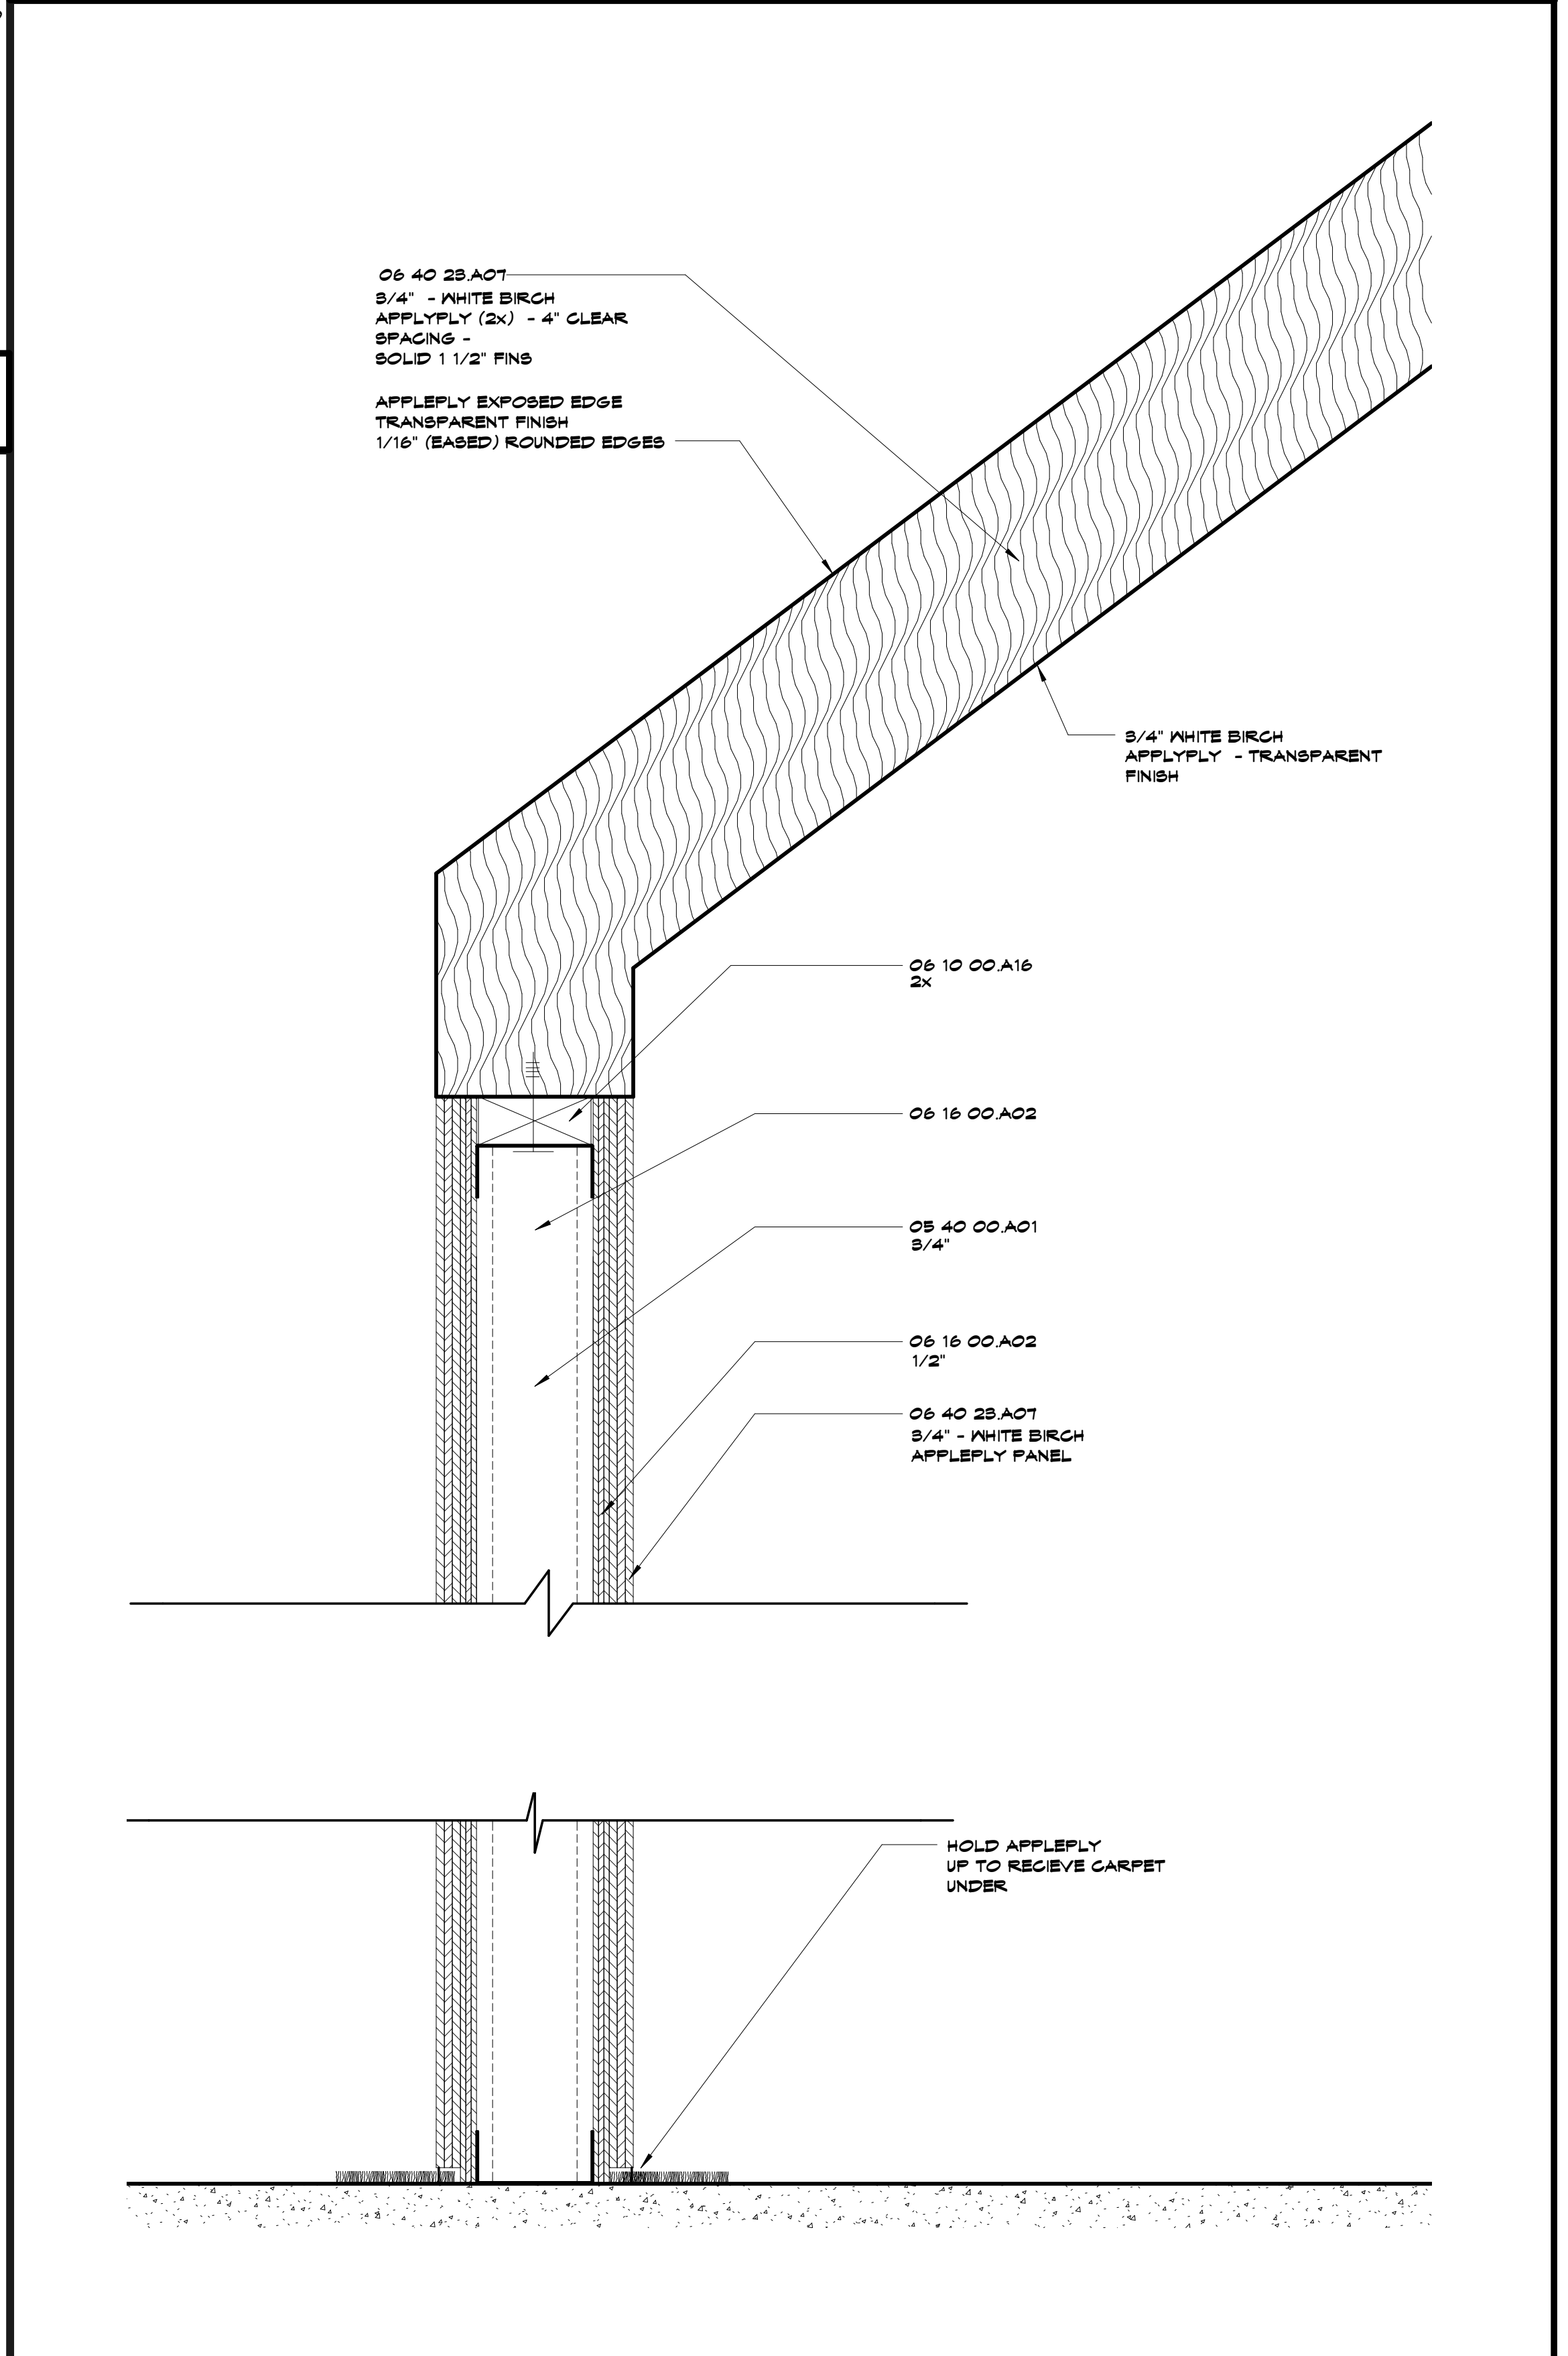 06 40 23.A07
3/4" - WHITE BIRCH
APPLYPLY (2x) - 4" CLEAR
SPACING -
SOLID 1 1/2" FINS
APPLEPLY EXPOSED EDGE
TRANSPARENT FINISH
1/16" (EASED) ROUNDED EDGES
3/4" WHITE BIRCH
APPLYPLY - TRANSPARENT
FINISH
06 10 00.A16
2x
06 16 00.A02
05 40 00.A01
3/4"
06 16 00.A02
1/2"
06 40 23.A07
3/4" - WHITE BIRCH
APPLEPLY PANEL
HOLD APPLEPLY
UP TO RECIEVE CARPET
UNDER